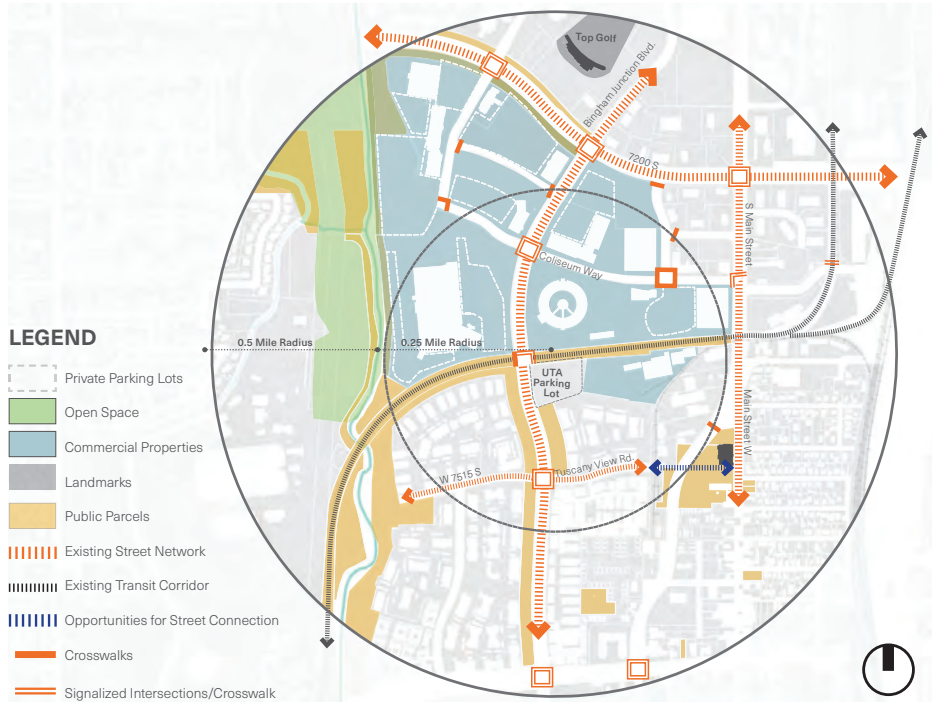 Top Golf
Bingham Junction Blvd.
7200 S
S Main Street
Coliseum Way
0.5 Mile Radius
0.25 Mile Radius
UTA
Parking
Lot
Main Street W
W 7515 S
Tuscany View Rd.
LEGEND
Private Parking Lots
Open Space
Commercial Properties
Landmarks
Public Parcels
Existing Street Network
Existing Transit Corridor
Opportunities for Street Connection
Crosswalks
Signalized Intersections/Crosswalk